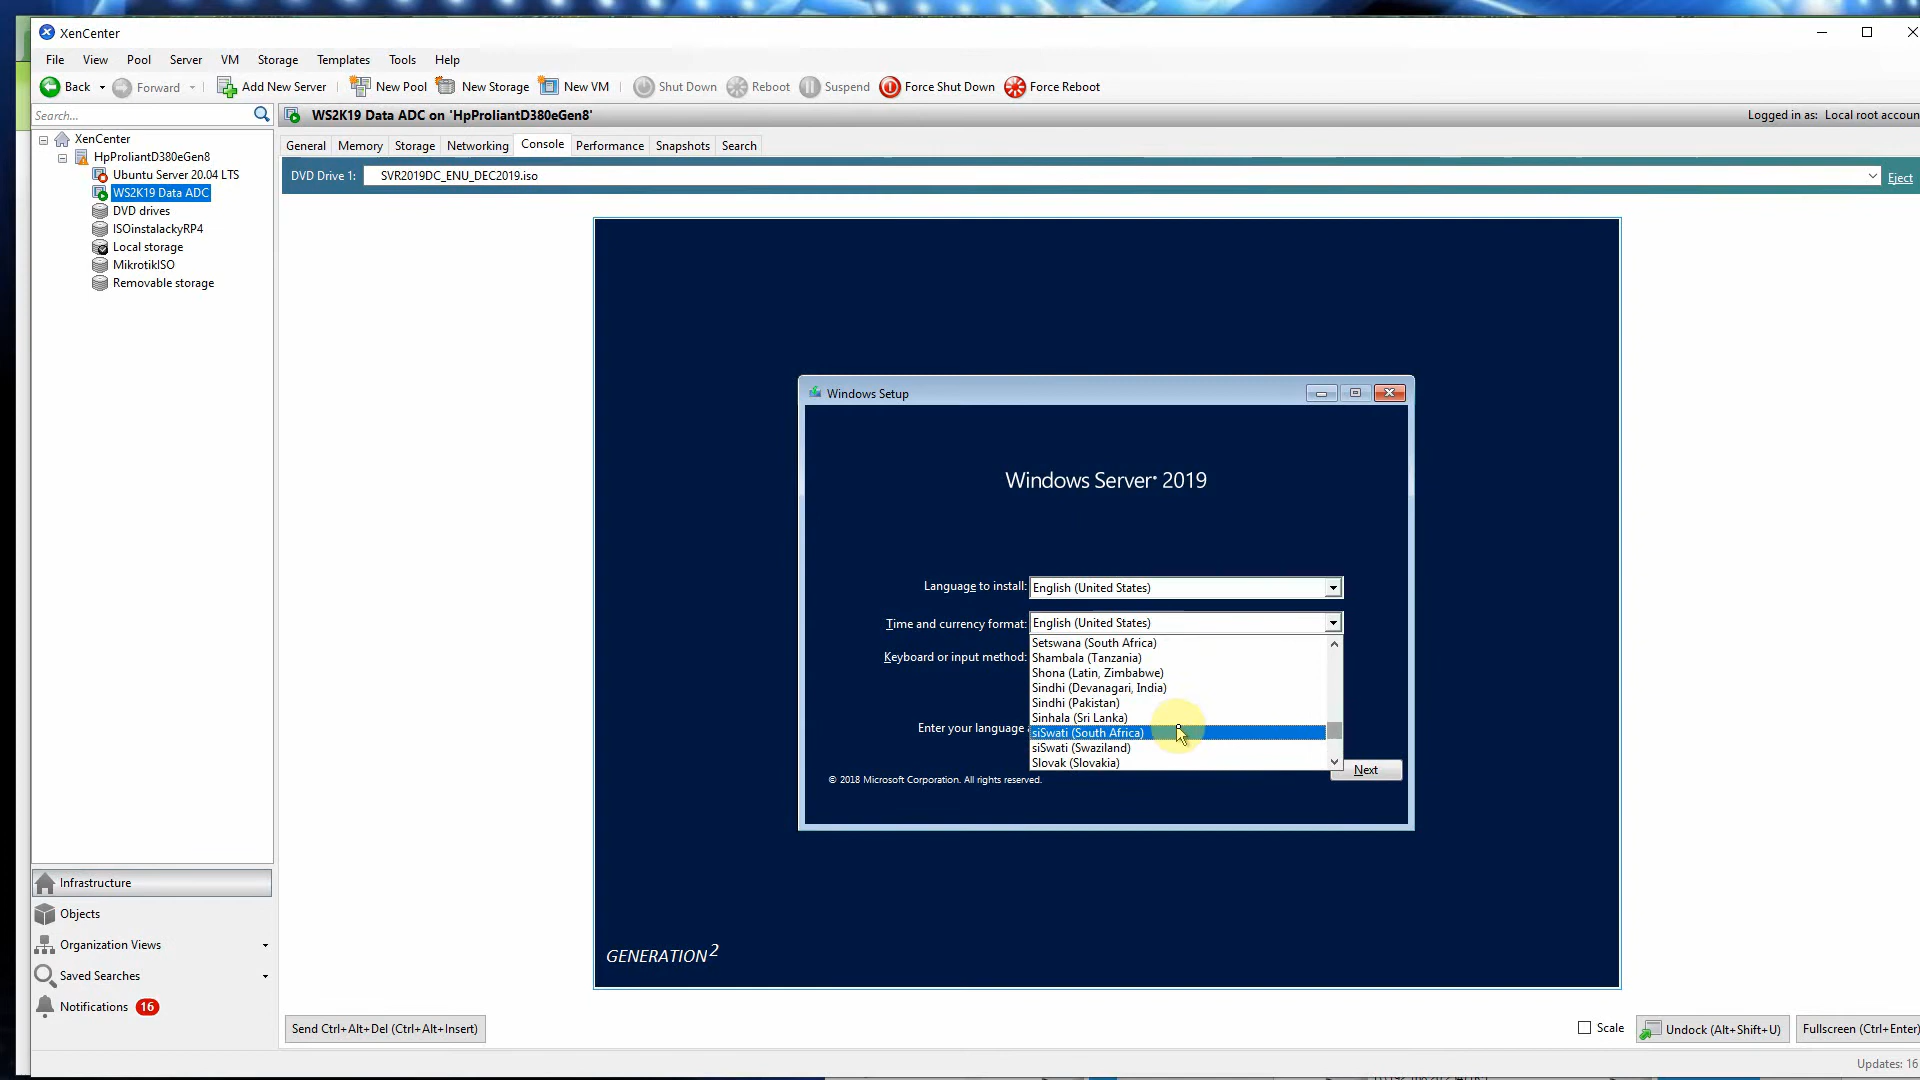 XenCenter
File View Pool Server VM Storage Templates Tools Help
Back Forward Add New Server New Pool New Storage New VM Shut Down Reboot Suspend Force Shut Down Force Reboot
Search...
WS2K19 Data ADC on 'HpProliantD380eGen8'
Logged in as: Local root accoun
XenCenter
HpProliantD380eGen8
Ubuntu Server 20.04 LTS
WS2K19 Data ADC
DVD drives
ISOinstalackyRP4
Local storage
MikrotikISO
Removable storage
General Memory Storage Networking Console Performance Snapshots Search
DVD Drive 1: SVR2019DC_ENU_DEC2019.iso Eject
Windows Setup
Windows Server 2019
Language to install: English (United States)
Time and currency format: English (United States)
Keyboard or input method:
Setswana (South Africa)
Shambala (Tanzania)
Shona (Latin, Zimbabwe)
Sindhi (Devanagari, India)
Sindhi (Pakistan)
Sinhala (Sri Lanka)
siSwati (South Africa)
siSwati (Swaziland)
Slovak (Slovakia)
Enter your language
Next
© 2018 Microsoft Corporation. All rights reserved.
GENERATION2
Infrastructure
Objects
Organization Views
Saved Searches
Notifications 16
Send Ctrl+Alt+Del (Ctrl+Alt+Insert)
Scale Undock (Alt+Shift+U) Fullscreen (Ctrl+Enter)
Updates: 16